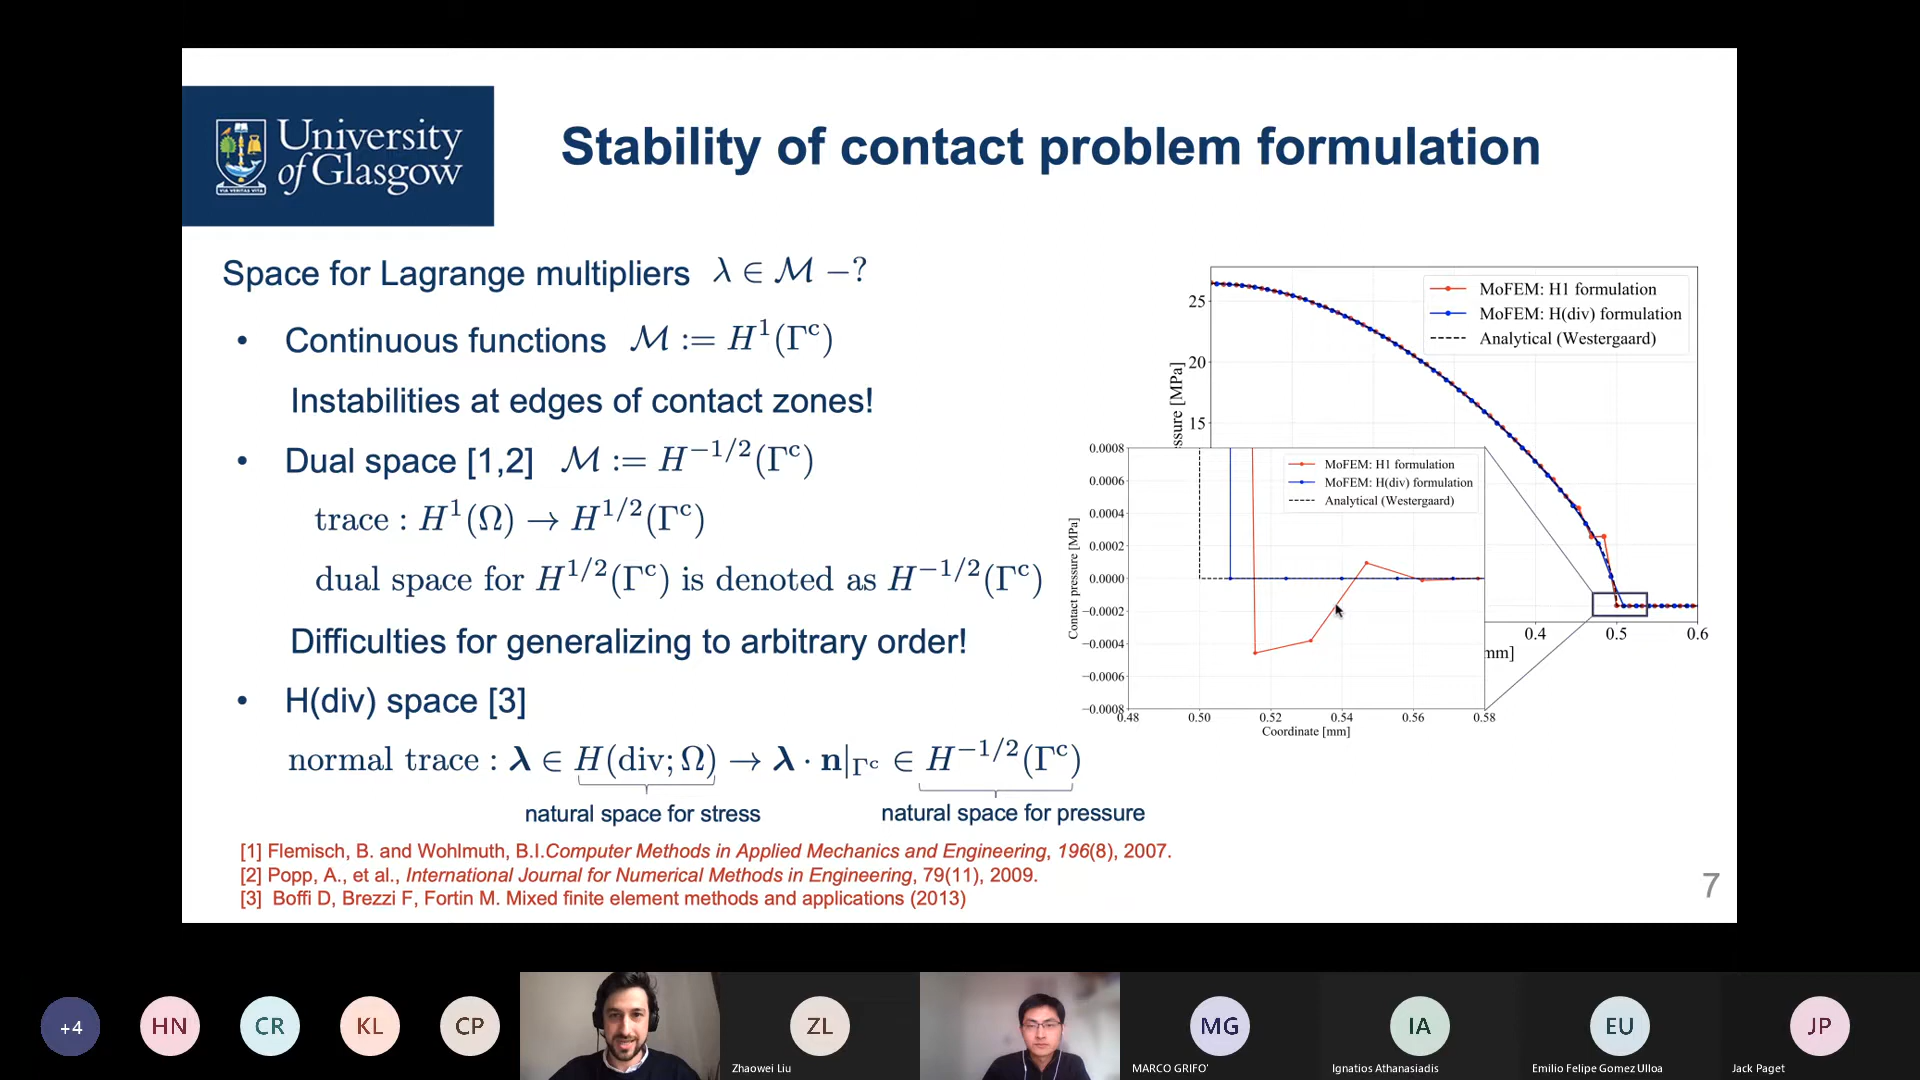 University
of Glasgow
VIA VERITAS VITA
Stability of contact problem formulation
Space for Lagrange multipliers λ ∈ ℳ −?
• Continuous functions ℳ := H¹(Γᶜ)
Instabilities at edges of contact zones!
• Dual space [1,2] ℳ := H⁻¹/²(Γᶜ)
trace : H¹(Ω) → H¹/²(Γᶜ)
dual space for H¹/²(Γᶜ) is denoted as H⁻¹/²(Γᶜ)
Difficulties for generalizing to arbitrary order!
• H(div) space [3]
normal trace : λ ∈ H(div; Ω) → λ · n|Γᶜ ∈ H⁻¹/²(Γᶜ)
natural space for stress
natural space for pressure
[1] Flemisch, B. and Wohlmuth, B.I.Computer Methods in Applied Mechanics and Engineering, 196(8), 2007.
[2] Popp, A., et al., International Journal for Numerical Methods in Engineering, 79(11), 2009.
[3] Boffi D, Brezzi F, Fortin M. Mixed finite element methods and applications (2013)
7
MoFEM: H1 formulation
MoFEM: H(div) formulation
Analytical (Westergaard)
25
20
15
ssure [MPa]
0.4 0.5 0.6
mm]
MoFEM: H1 formulation
MoFEM: H(div) formulation
Analytical (Westergaard)
0.0008
0.0006
0.0004
0.0002
0.0000
−0.0002
−0.0004
−0.0006
−0.0008
Contact pressure [MPa]
0.48 0.50 0.52 0.54 0.56 0.58
Coordinate [mm]
+4
HN
CR
KL
CP
ZL
Zhaowei Liu
MG
MARCO GRIFO'
IA
Ignatios Athanasiadis
EU
Emilio Felipe Gomez Ulloa
JP
Jack Paget